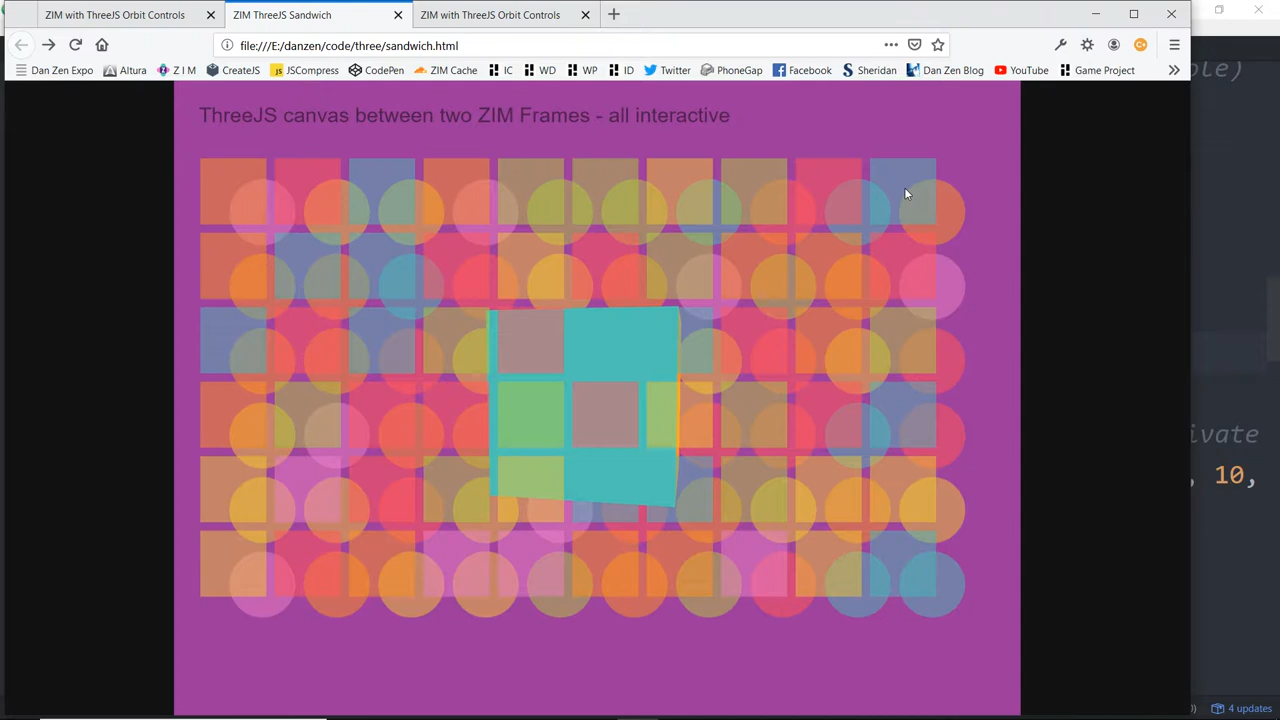 ZIM with ThreeJS Orbit Controls
ZIM ThreeJS Sandwich
ZIM with ThreeJS Orbit Controls
file:///E:/danzen/code/three/sandwich.html
Dan Zen Expo
Altura
Z I M
CreateJS
JSCompress
CodePen
ZIM Cache
IC
WD
WP
ID
Twitter
PhoneGap
Facebook
Sheridan
Dan Zen Blog
YouTube
Game Project
ThreeJS canvas between two ZIM Frames - all interactive
ole)
ivate
, 10,
4 updates